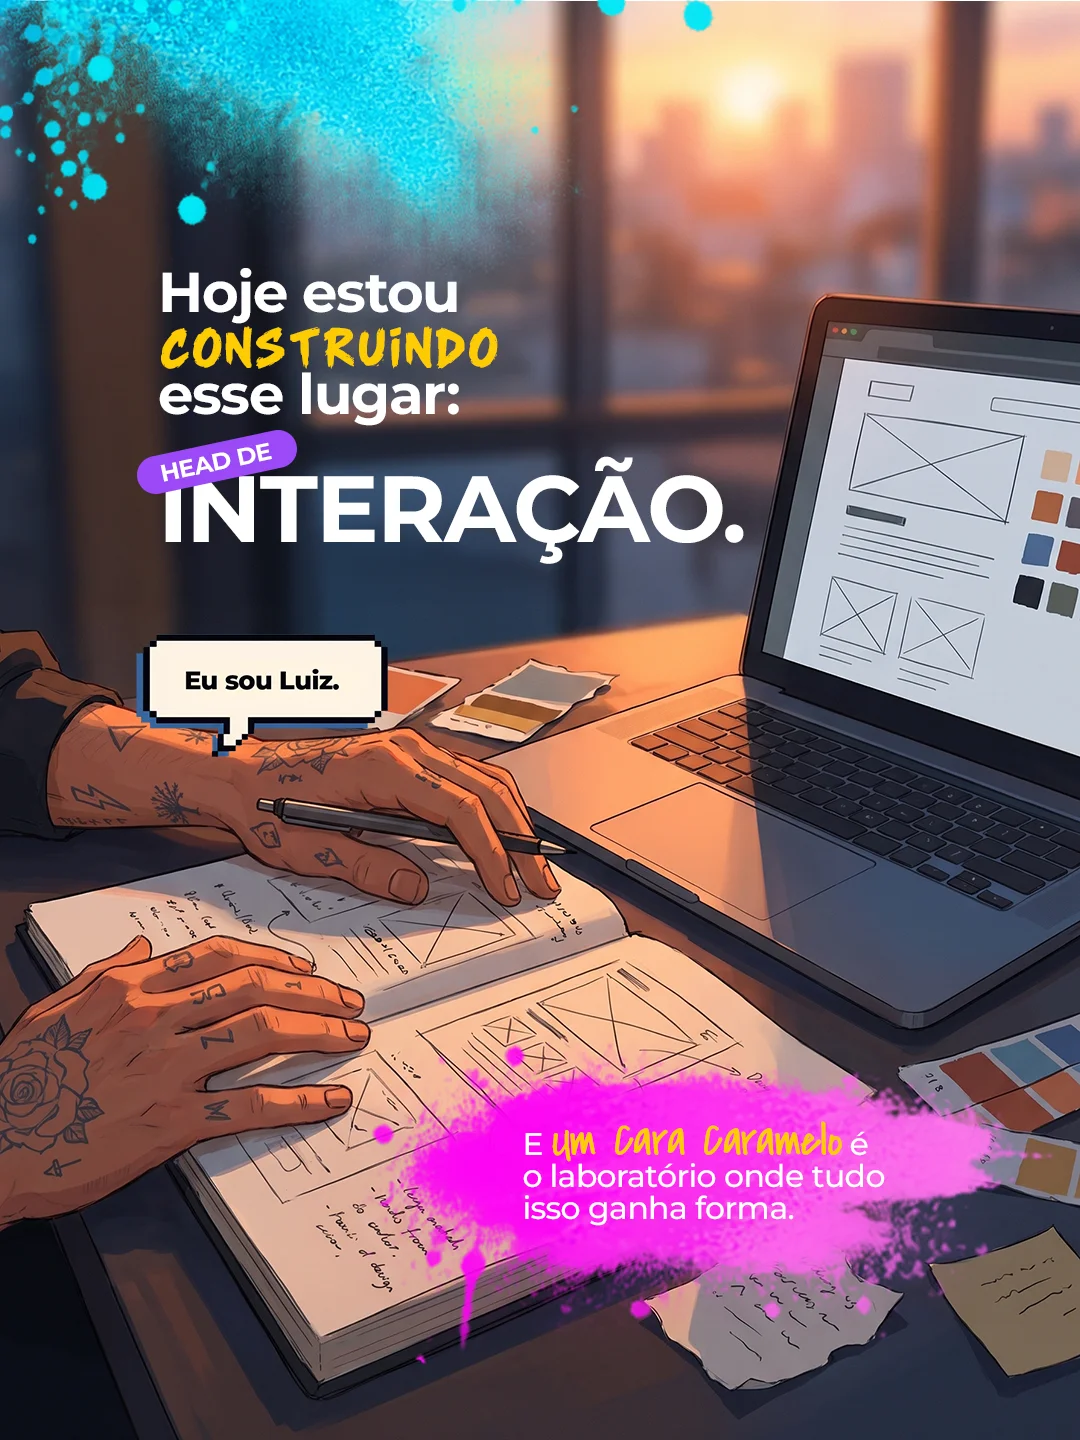 Hoje estou
CONSTRUINDO
esse lugar:
HEAD DE
INTERAÇÃO.
Eu sou Luiz.
E um Cara Caramelo é
o laboratório onde tudo
isso ganha forma.